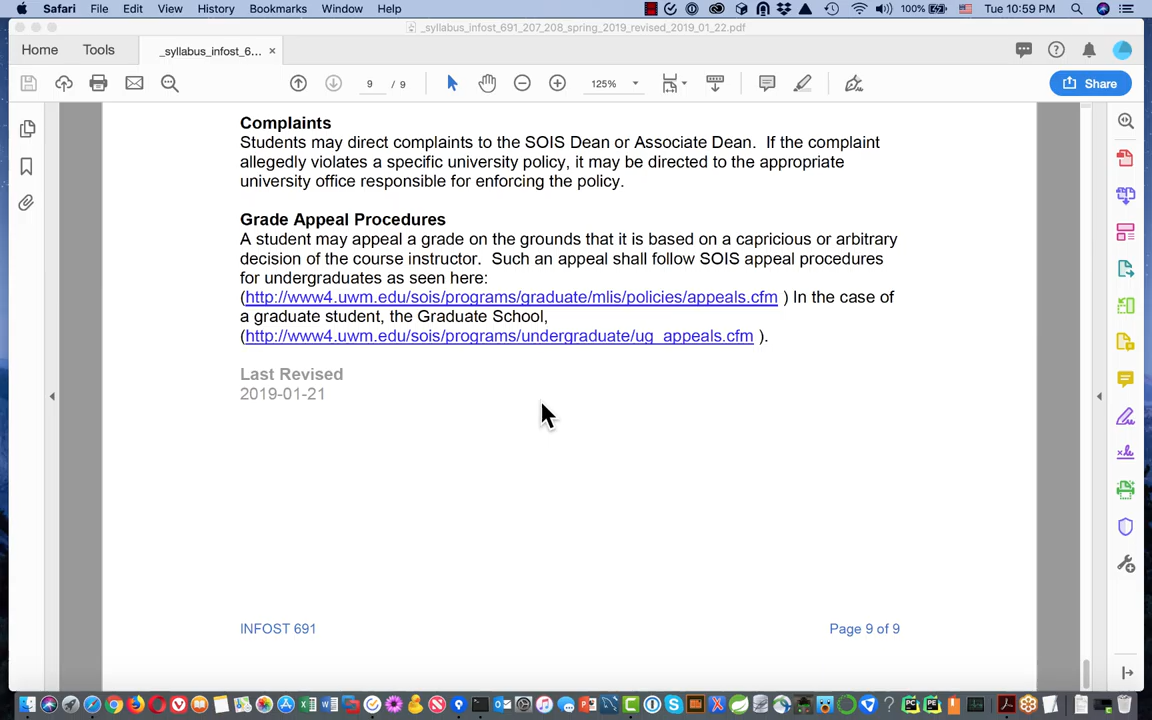 Safari File Edit View History Bookmarks Window Help 100% Tue 10:59 PM
_syllabus_infost_691_207_208_spring_2019_revised_2019_01_22.pdf
Home Tools _syllabus_infost_6... ×
9 / 9 125% Share
Complaints
Students may direct complaints to the SOIS Dean or Associate Dean. If the complaint
allegedly violates a specific university policy, it may be directed to the appropriate
university office responsible for enforcing the policy.
Grade Appeal Procedures
A student may appeal a grade on the grounds that it is based on a capricious or arbitrary
decision of the course instructor. Such an appeal shall follow SOIS appeal procedures
for undergraduates as seen here:
(http://www4.uwm.edu/sois/programs/graduate/mlis/policies/appeals.cfm ) In the case of
a graduate student, the Graduate School,
(http://www4.uwm.edu/sois/programs/undergraduate/ug_appeals.cfm ).
Last Revised
2019-01-21
INFOST 691 Page 9 of 9